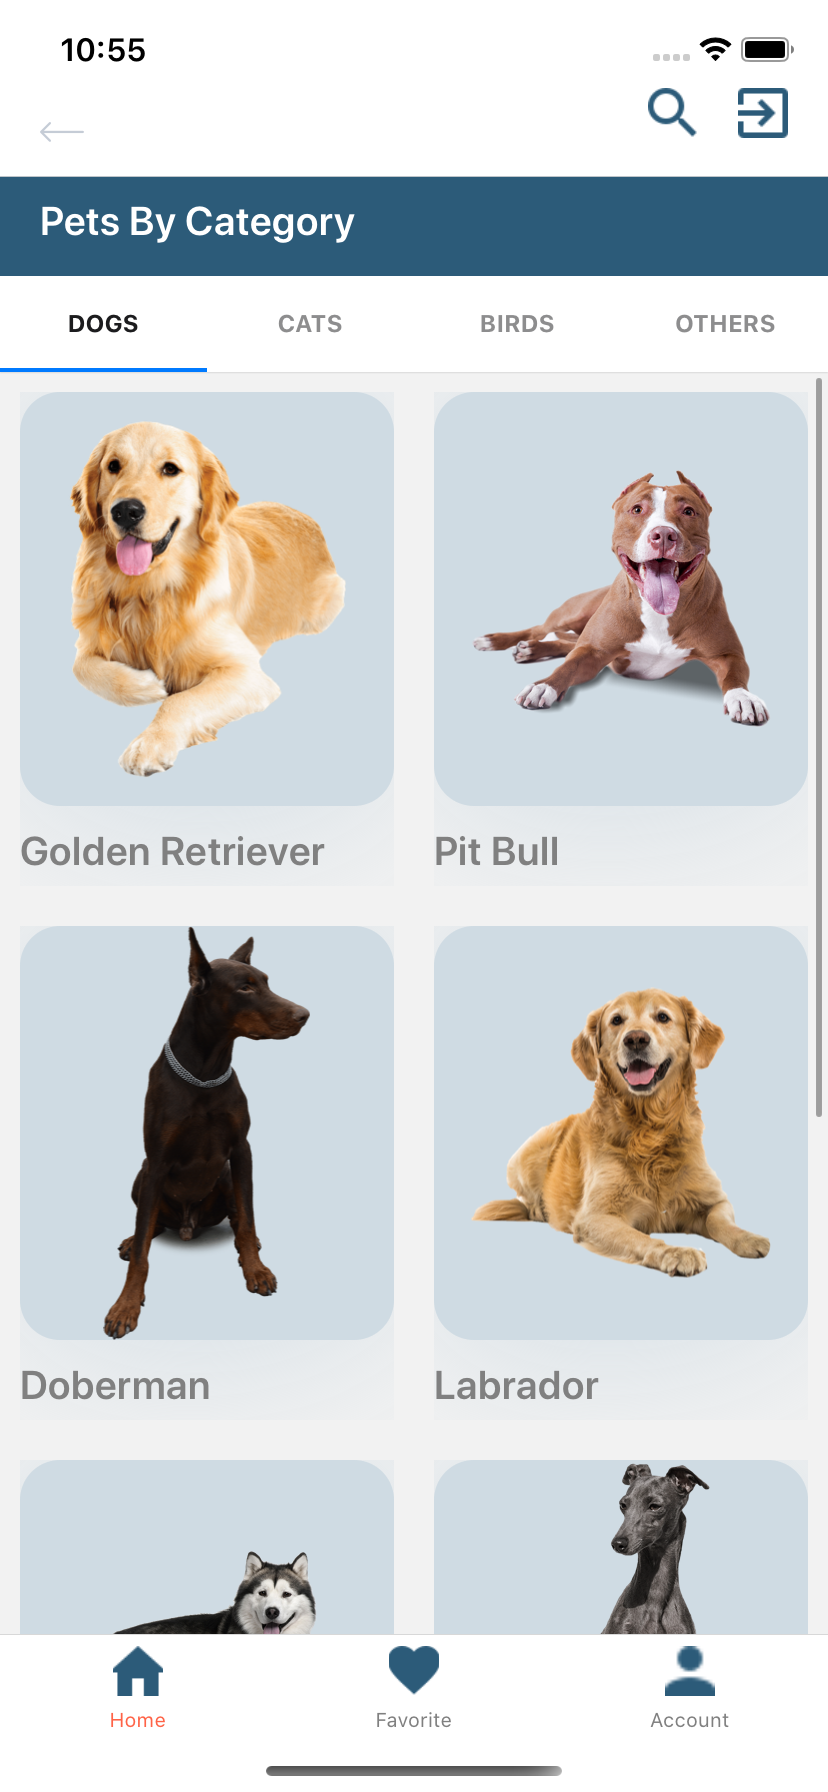 10:55
Pets By Category
DOGS
CATS
BIRDS
OTHERS
Golden Retriever
Pit Bull
Doberman
Labrador
Home
Favorite
Account